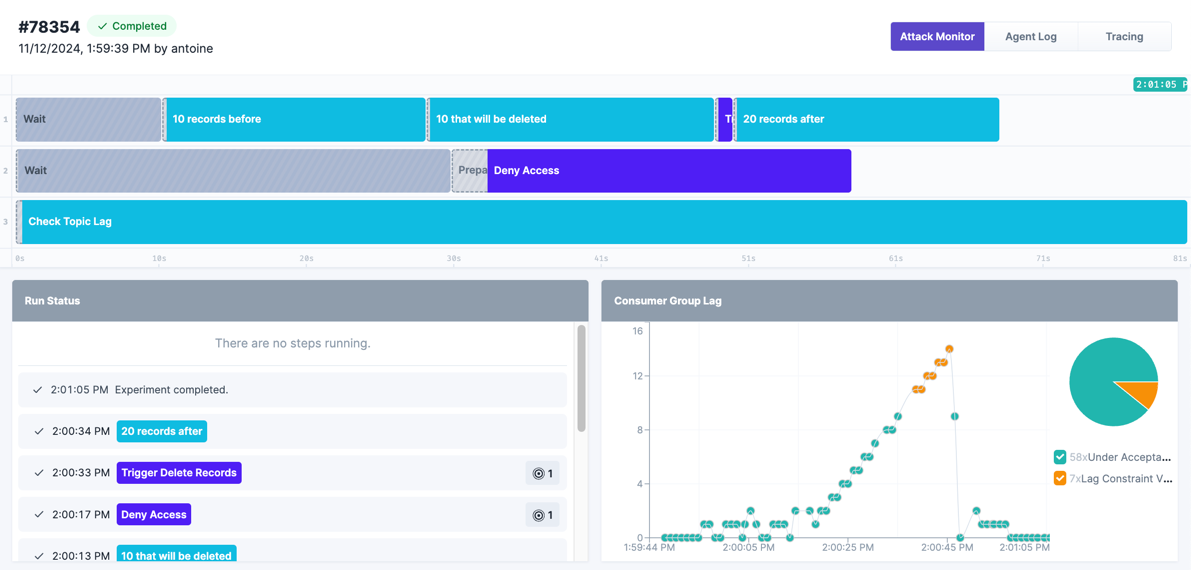 #78354
Completed
11/12/2024, 1:59:39 PM by antoine
Attack Monitor
Agent Log
Tracing
2:01:05 P
1
Wait
10 records before
10 that will be deleted
20 records after
2
Wait
Prepa
Deny Access
3
Check Topic Lag
0s
10s
20s
30s
41s
51s
61s
71s
81s
Run Status
There are no steps running.
2:01:05 PM Experiment completed.
2:00:34 PM 20 records after
2:00:33 PM Trigger Delete Records 1
2:00:17 PM Deny Access 1
2:00:13 PM 10 that will be deleted
Consumer Group Lag
16
12
8
4
0
1:59:44 PM
2:00:05 PM
2:00:25 PM
2:00:45 PM
2:01:05 PM
58xUnder Accepta...
7xLag Constraint V...